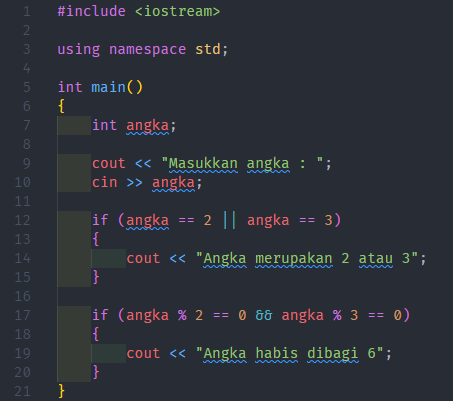 1 #include <iostream>
2
3 using namespace std;
4
5 int main()
6 {
7     int angka;
8
9     cout << "Masukkan angka : ";
10     cin >> angka;
11
12     if (angka == 2 || angka == 3)
13     {
14         cout << "Angka merupakan 2 atau 3";
15     }
16
17     if (angka % 2 == 0 && angka % 3 == 0)
18     {
19         cout << "Angka habis dibagi 6";
20     }
21 }